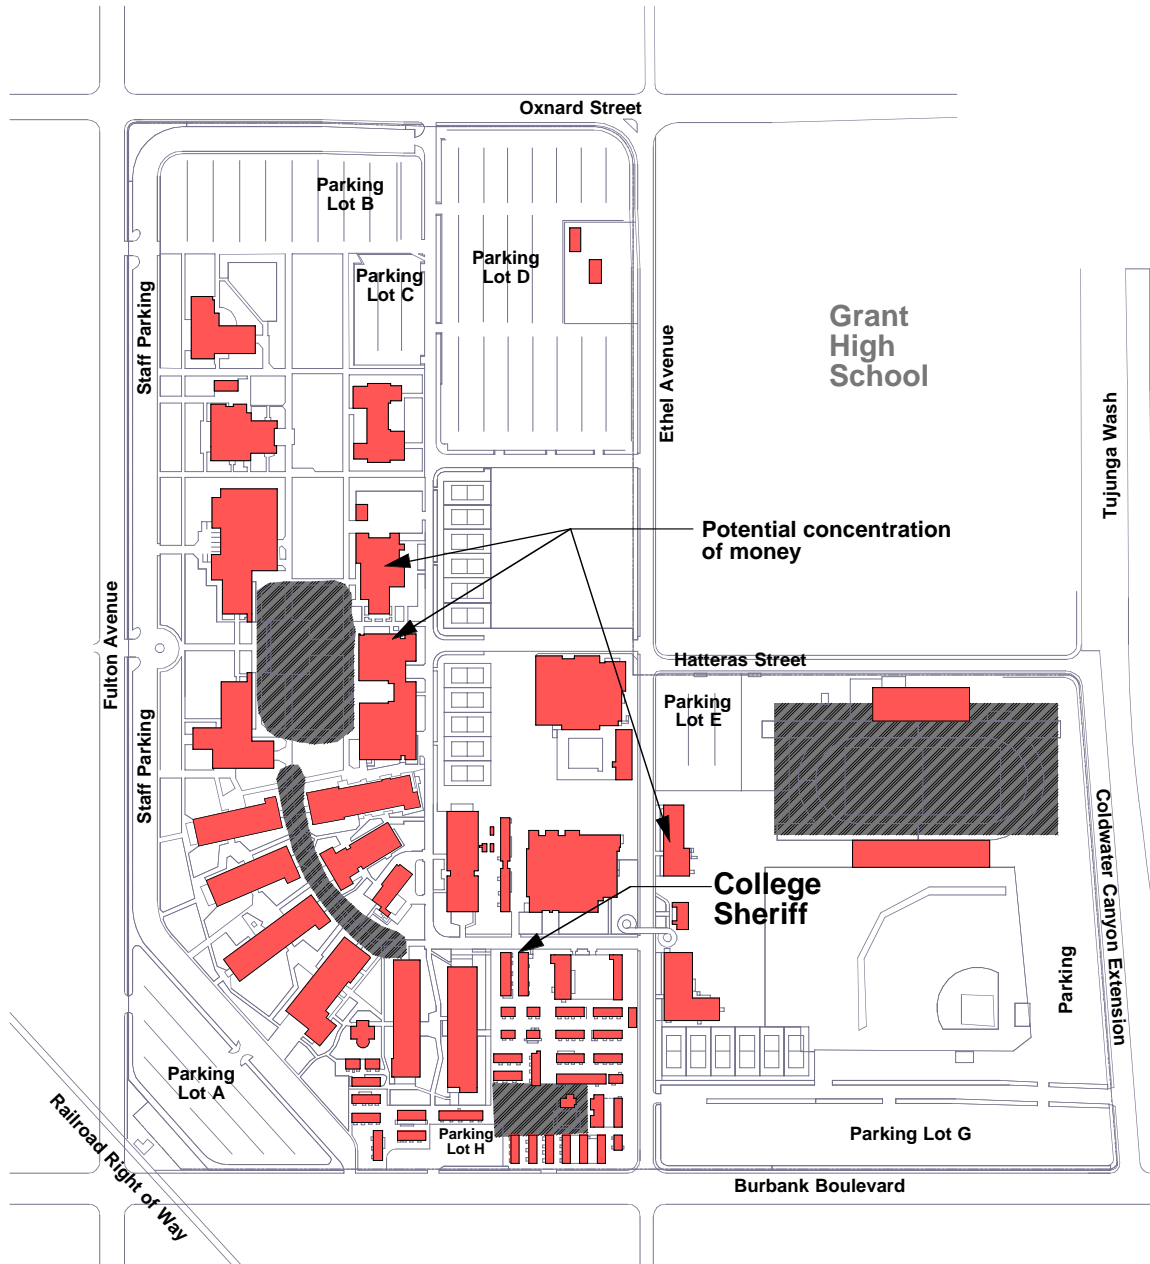 Oxnard Street
Parking
Lot B
Parking
Lot C
Parking
Lot D
Staff Parking
Grant
High
School
Ethel Avenue
Tujunga Wash
Potential concentration
of money
Fulton Avenue
Hatteras Street
Parking
Lot E
Staff Parking
Coldwater Canyon Extension
College
Sheriff
Parking
Parking
Lot A
Railroad Right of Way
Parking
Lot H
Parking Lot G
Burbank Boulevard